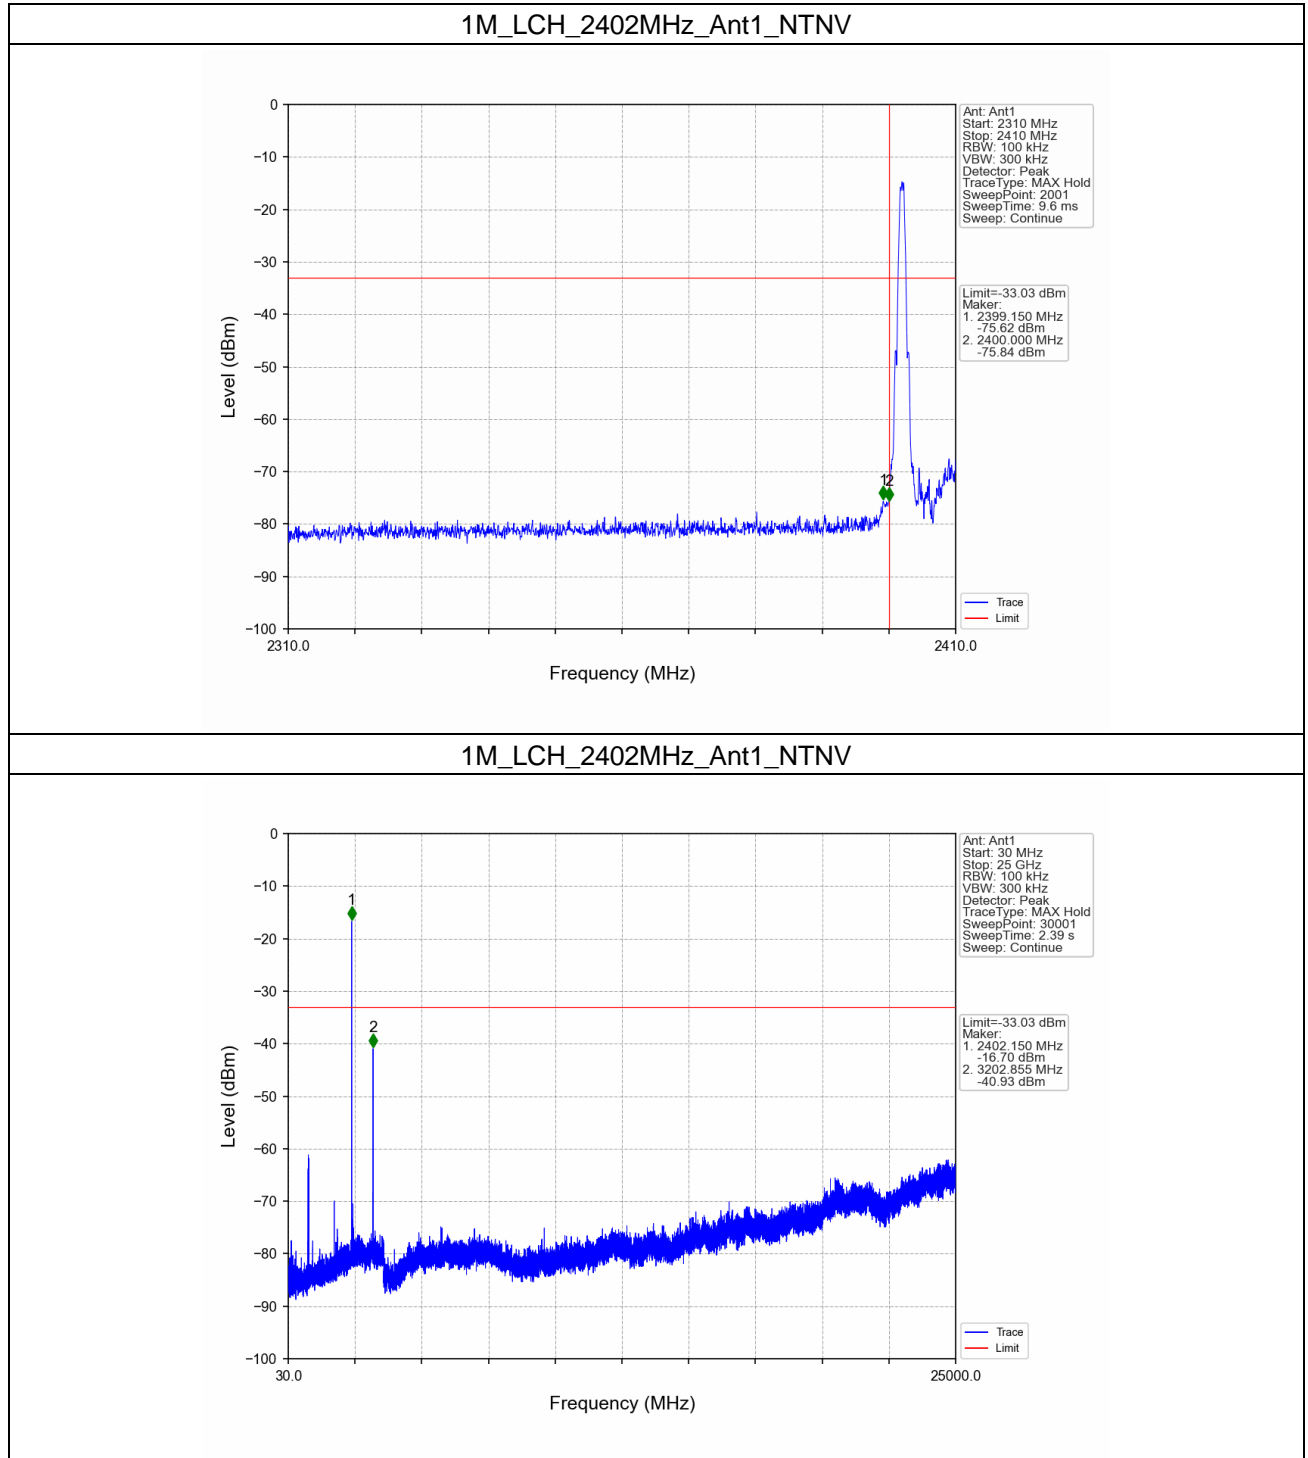 1M_LCH_2402MHz_Ant1_NTNV
Level (dBm)
0
−10
−20
−30
−40
−50
−60
−70
−80
−90
−100
1
2
2310.0
2410.0
Frequency (MHz)
Ant: Ant1
Start: 2310 MHz
Stop: 2410 MHz
RBW: 100 kHz
VBW: 300 kHz
Detector: Peak
TraceType: MAX Hold
SweepPoint: 2001
SweepTime: 9.6 ms
Sweep: Continue
Limit=-33.03 dBm
Maker:
1. 2399.150 MHz
-75.62 dBm
2. 2400.000 MHz
-75.84 dBm
Trace
Limit
1M_LCH_2402MHz_Ant1_NTNV
Level (dBm)
0
−10
−20
−30
−40
−50
−60
−70
−80
−90
−100
1
2
30.0
25000.0
Frequency (MHz)
Ant: Ant1
Start: 30 MHz
Stop: 25 GHz
RBW: 100 kHz
VBW: 300 kHz
Detector: Peak
TraceType: MAX Hold
SweepPoint: 30001
SweepTime: 2.39 s
Sweep: Continue
Limit=-33.03 dBm
Maker:
1. 2402.150 MHz
-16.70 dBm
2. 3202.855 MHz
-40.93 dBm
Trace
Limit